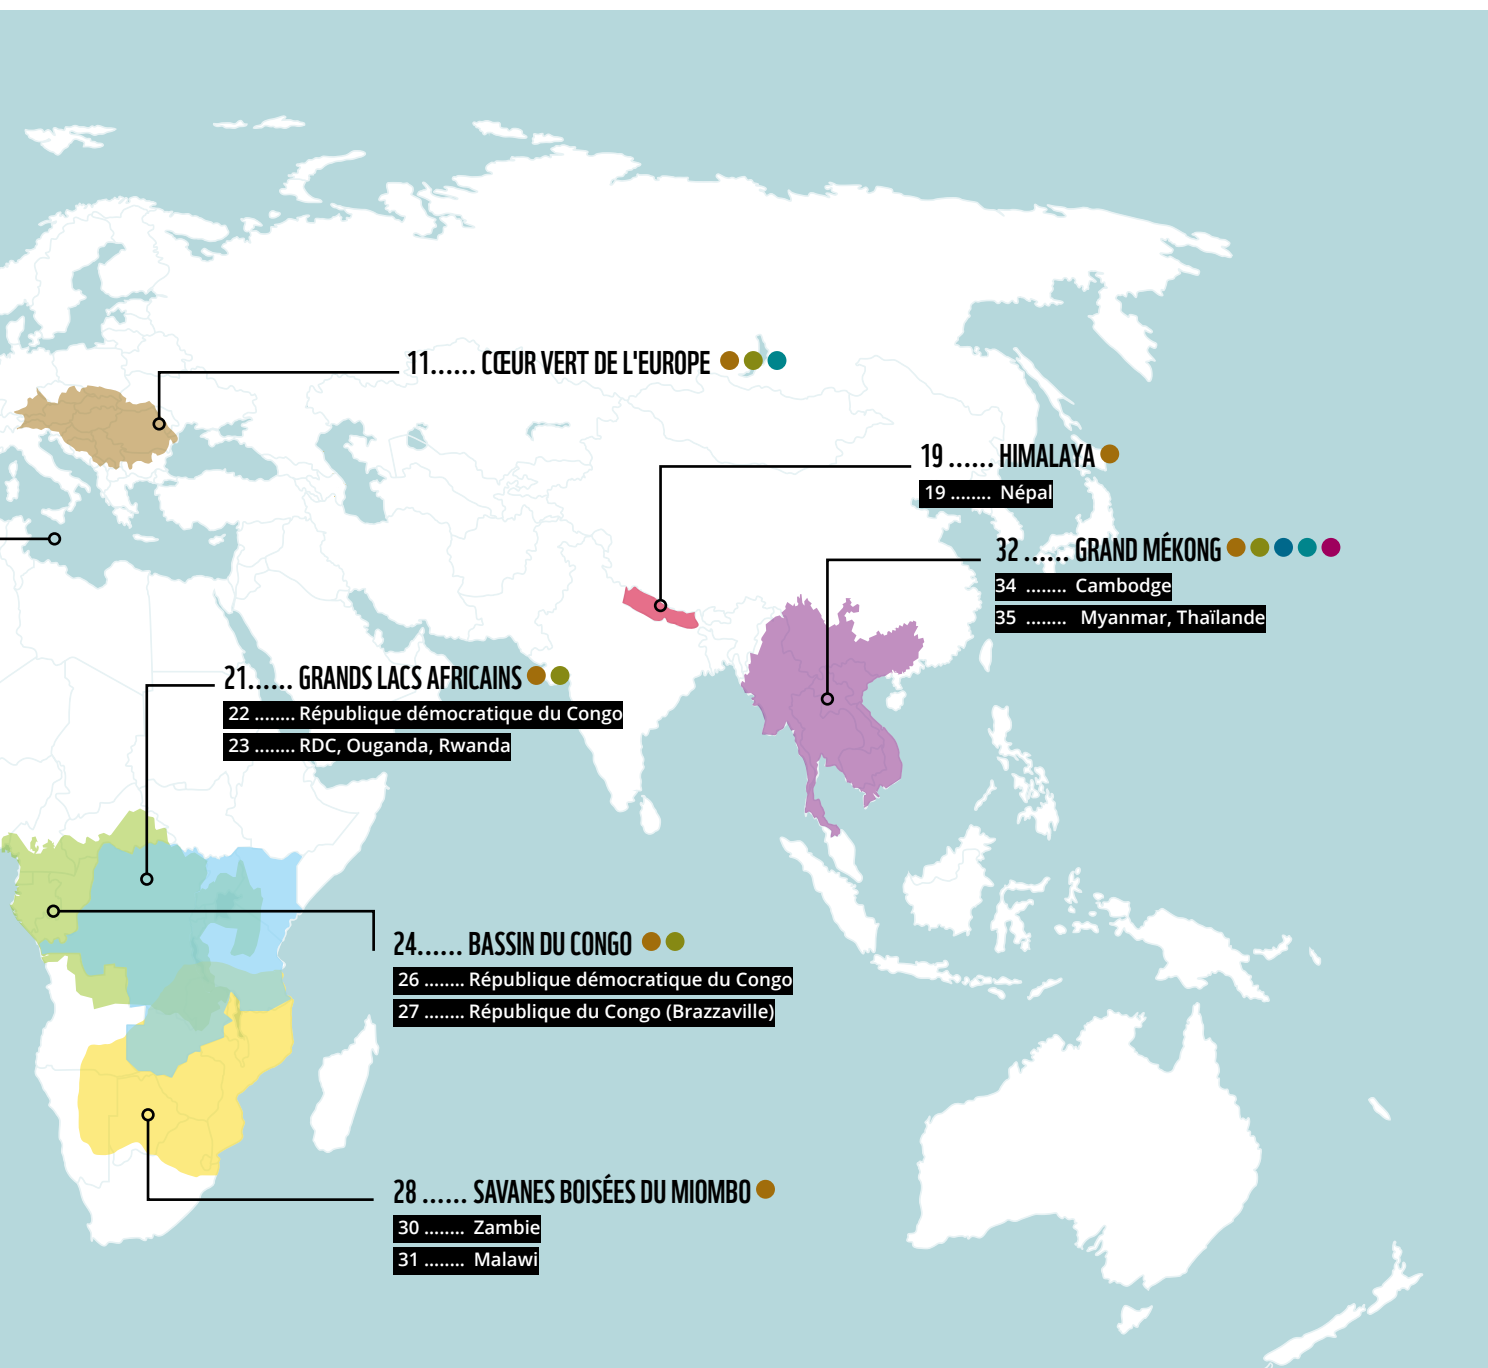 11...... CŒUR VERT DE L'EUROPE
19 ...... HIMALAYA
19 ........ Népal
32 ...... GRAND MÉKONG
34 ........ Cambodge
35 ........ Myanmar, Thaïlande
21...... GRANDS LACS AFRICAINS
22 ........ République démocratique du Congo
23 ........ RDC, Ouganda, Rwanda
24...... BASSIN DU CONGO
26 ........ République démocratique du Congo
27 ........ République du Congo (Brazzaville)
28 ...... SAVANES BOISÉES DU MIOMBO
30 ........ Zambie
31 ........ Malawi